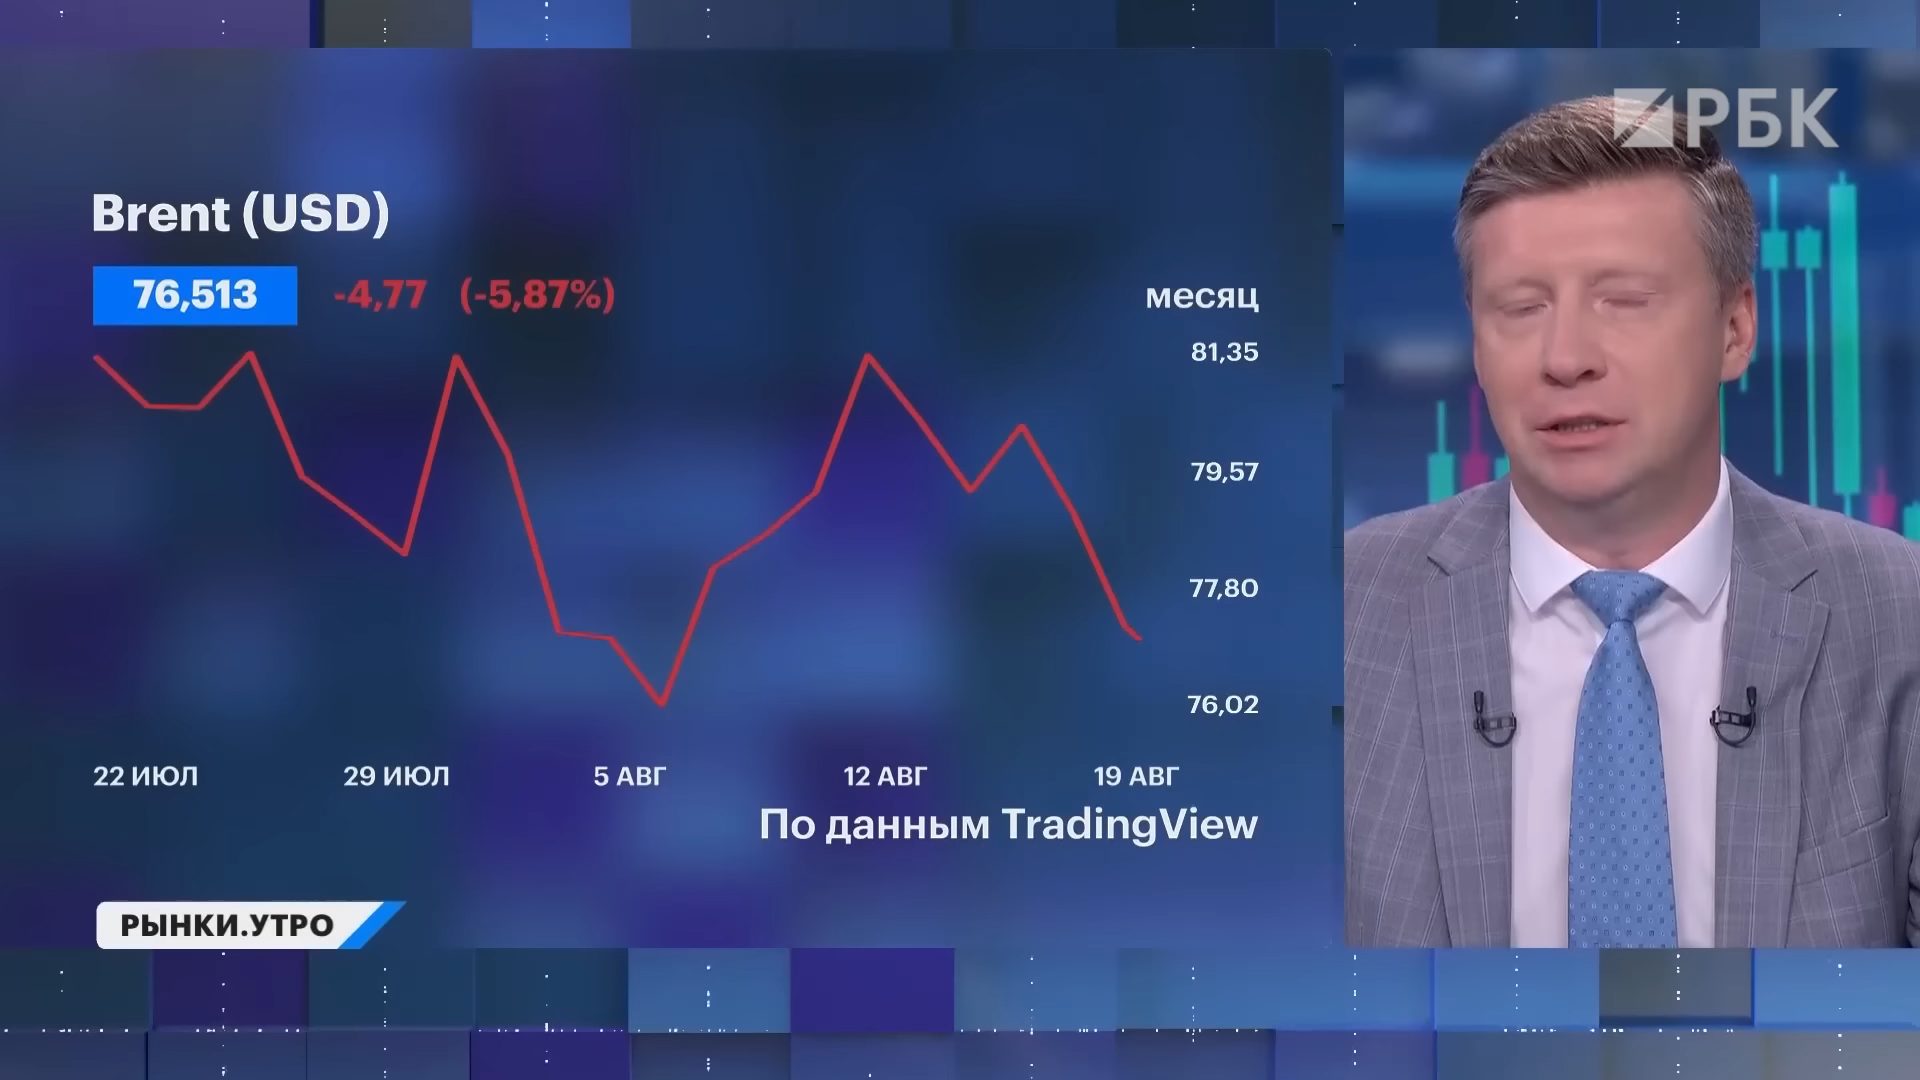 РБК
Brent (USD)
76,513 -4,77 (-5,87%)
месяц
81,35
79,57
77,80
76,02
22 ИЮЛ 29 ИЮЛ 5 АВГ 12 АВГ 19 АВГ
По данным TradingView
РЫНКИ.УТРО